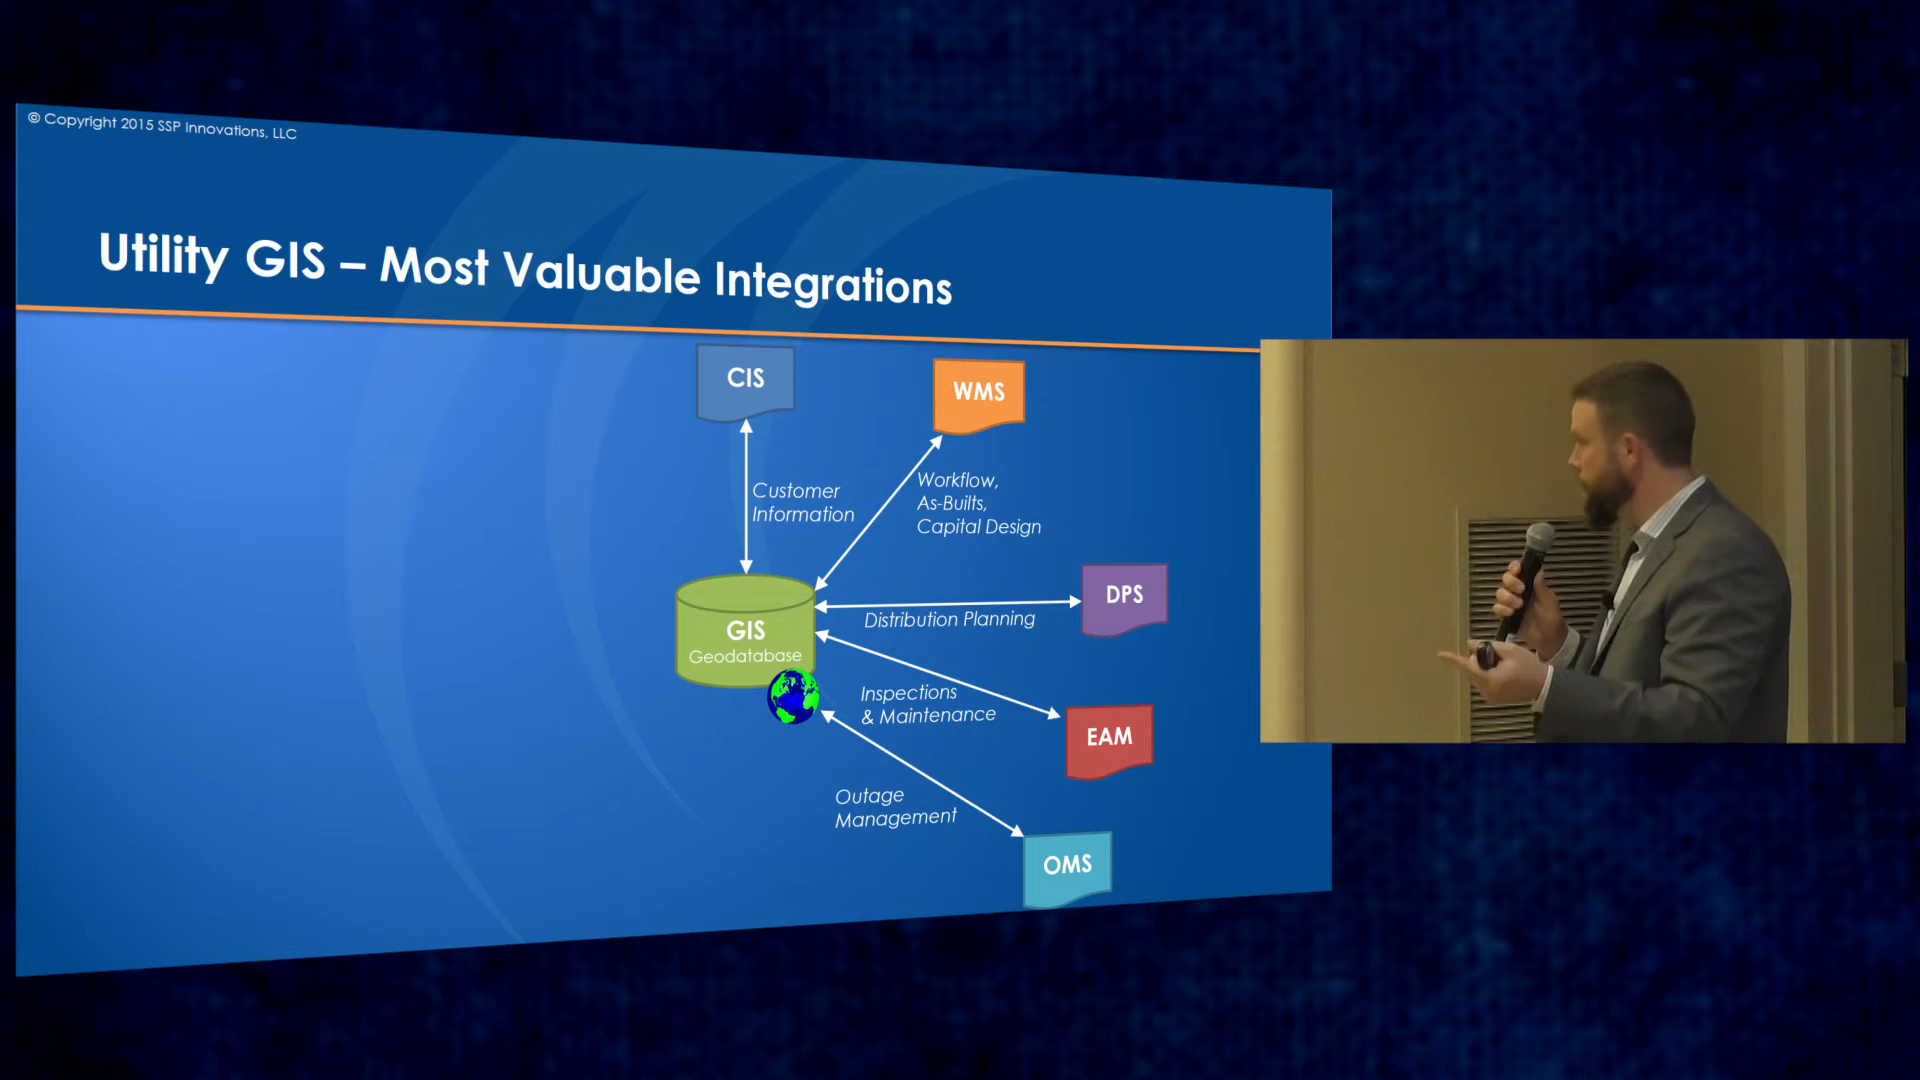 © Copyright 2015 SSP Innovations, LLC
Utility GIS – Most Valuable Integrations
CIS
WMS
Customer
Information
Workflow,
As-Builts,
Capital Design
DPS
Distribution Planning
GIS
Geodatabase
Inspections
& Maintenance
EAM
Outage
Management
OMS